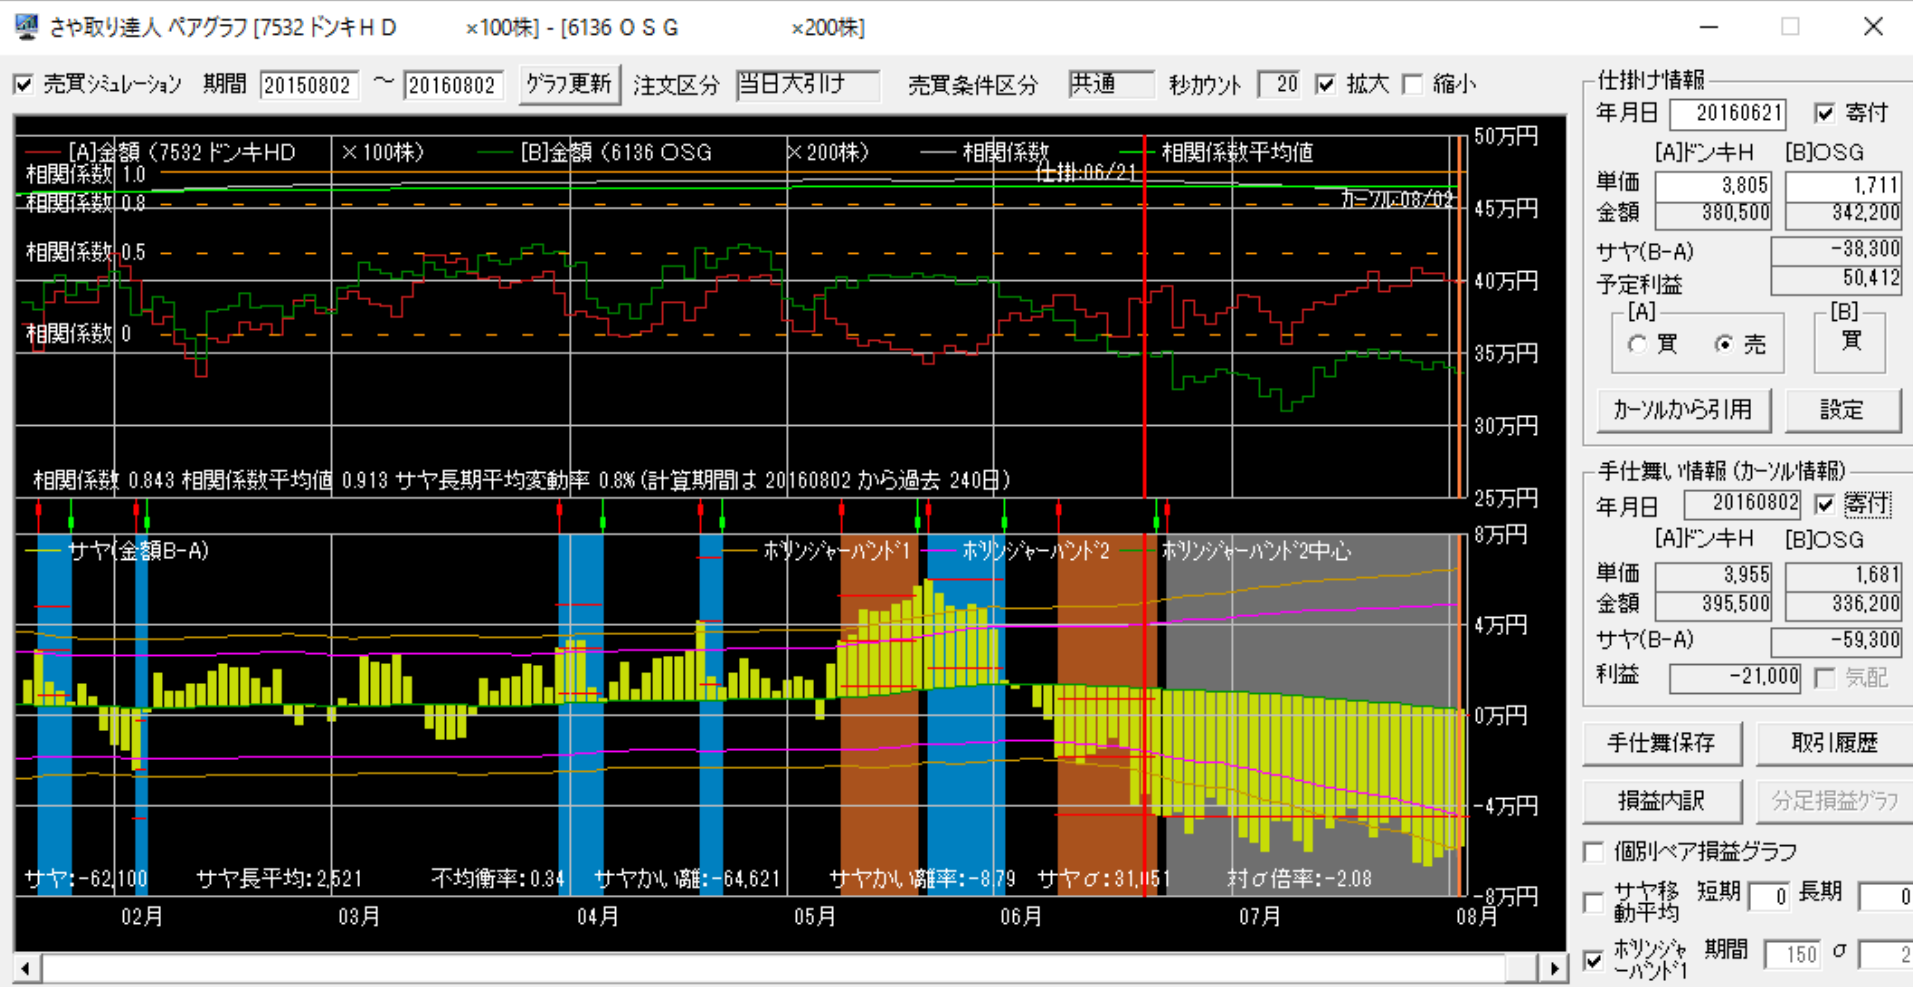 さや取り達人 ペアグラフ [7532 ドンキＨＤ ×100株] - [6136 ＯＳＧ ×200株]
売買シミュレーション 期間 20150802 ～ 20160802 グラフ更新 注文区分 当日大引け 売買条件区分 共通 秒カウント 20 拡大 縮小
[A]金額（7532 ドンキHD ×100株） [B]金額（6136 OSG ×200株） 相関係数 相関係数平均値
相関係数 1.0
仕掛:06/21
相関係数 0.8
カーソル:08/02
相関係数 0.5
相関係数 0
50万円
45万円
40万円
35万円
30万円
25万円
相関係数 0.843 相関係数平均値 0.913 サヤ長期平均変動率 0.8% (計算期間は 20160802 から過去 240日)
サヤ(金額B-A) ボリンジャーバンド1 ボリンジャーバンド2 ボリンジャーバンド2中心
8万円
4万円
0万円
-4万円
-8万円
サヤ:-62,100 サヤ長平均:2,521 不均衡率:0.34 サヤかい離:-64,621 サヤかい離率:-8.79 サヤσ:31,051 対σ倍率:-2.08
02月 03月 04月 05月 06月 07月 08月
仕掛け情報
年月日 20160621 寄付
[A]ドンキH [B]OSG
単価 3,805 1,711
金額 380,500 342,200
サヤ(B-A) -38,300
予定利益 50,412
[A] [B]
買 売 買
カーソルから引用 設定
手仕舞い情報 (カーソル情報)
年月日 20160802 寄付
[A]ドンキH [B]OSG
単価 3,955 1,681
金額 395,500 336,200
サヤ(B-A) -59,300
利益 -21,000 気配
手仕舞保存 取引履歴
損益内訳 分足損益グラフ
個別ペア損益グラフ
サヤ移動平均 短期 0 長期 0
ボリンジャーバンド1 期間 150 σ 2